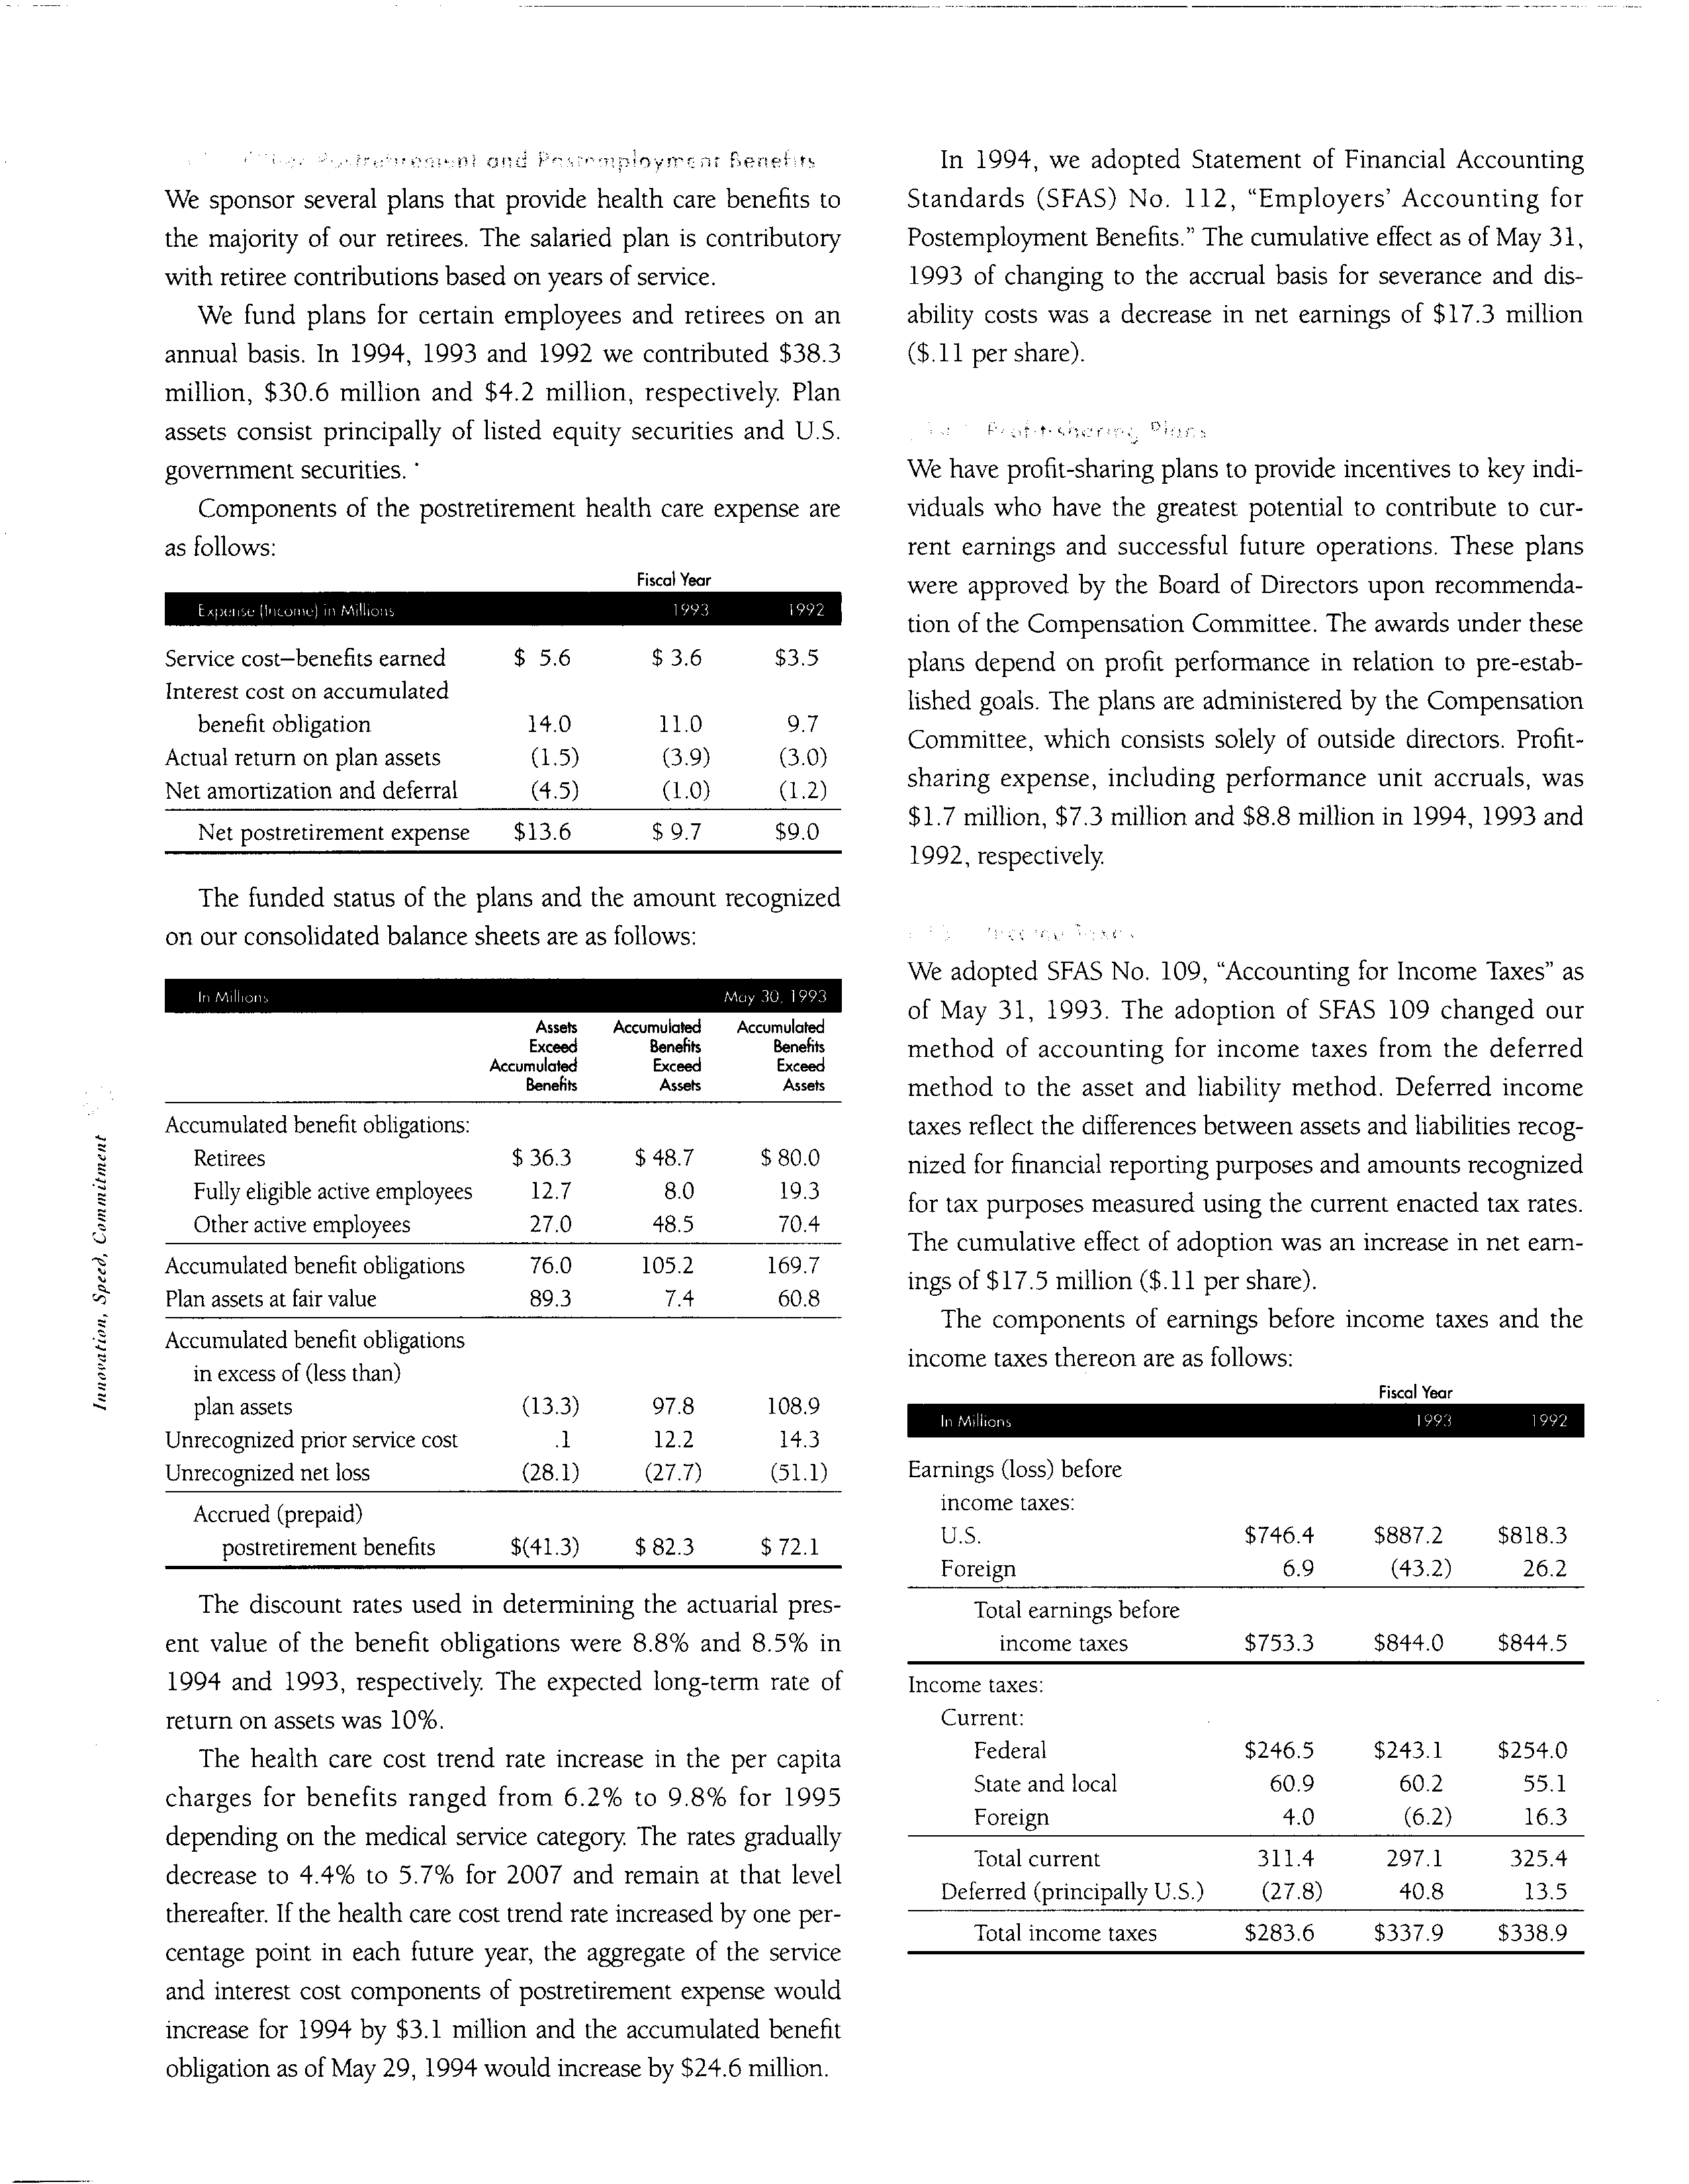 and Postemployment Benefits
We sponsor several plans that provide health care benefits to
the majority of our retirees. The salaried plan is contributory
with retiree contributions based on years of service.
We fund plans for certain employees and retirees on an
annual basis. In 1994, 1993 and 1992 we contributed $38.3
million, $30.6 million and $4.2 million, respectively. Plan
assets consist principally of listed equity securities and U.S.
government securities.
Components of the postretirement health care expense are
as follows:
Fiscal Year
Expense (Income) in Millions 1993 1992
Service cost–benefits earned $ 5.6 $ 3.6 $3.5
Interest cost on accumulated
benefit obligation 14.0 11.0 9.7
Actual return on plan assets (1.5) (3.9) (3.0)
Net amortization and deferral (4.5) (1.0) (1.2)
Net postretirement expense $13.6 $ 9.7 $9.0
The funded status of the plans and the amount recognized
on our consolidated balance sheets are as follows:
In Millions May 30, 1993
Assets Accumulated Accumulated
Exceed Benefits Benefits
Accumulated Exceed Exceed
Benefits Assets Assets
Accumulated benefit obligations:
Retirees $ 36.3 $ 48.7 $ 80.0
Fully eligible active employees 12.7 8.0 19.3
Other active employees 27.0 48.5 70.4
Accumulated benefit obligations 76.0 105.2 169.7
Plan assets at fair value 89.3 7.4 60.8
Accumulated benefit obligations
in excess of (less than)
plan assets (13.3) 97.8 108.9
Unrecognized prior service cost .1 12.2 14.3
Unrecognized net loss (28.1) (27.7) (51.1)
Accrued (prepaid)
postretirement benefits $(41.3) $ 82.3 $ 72.1
The discount rates used in determining the actuarial pres-
ent value of the benefit obligations were 8.8% and 8.5% in
1994 and 1993, respectively. The expected long-term rate of
return on assets was 10%.
The health care cost trend rate increase in the per capita
charges for benefits ranged from 6.2% to 9.8% for 1995
depending on the medical service category. The rates gradually
decrease to 4.4% to 5.7% for 2007 and remain at that level
thereafter. If the health care cost trend rate increased by one per-
centage point in each future year, the aggregate of the service
and interest cost components of postretirement expense would
increase for 1994 by $3.1 million and the accumulated benefit
obligation as of May 29, 1994 would increase by $24.6 million.
In 1994, we adopted Statement of Financial Accounting
Standards (SFAS) No. 112, “Employers’ Accounting for
Postemployment Benefits.” The cumulative effect as of May 31,
1993 of changing to the accrual basis for severance and dis-
ability costs was a decrease in net earnings of $17.3 million
($.11 per share).
Profit-sharing Plans
We have profit-sharing plans to provide incentives to key indi-
viduals who have the greatest potential to contribute to cur-
rent earnings and successful future operations. These plans
were approved by the Board of Directors upon recommenda-
tion of the Compensation Committee. The awards under these
plans depend on profit performance in relation to pre-estab-
lished goals. The plans are administered by the Compensation
Committee, which consists solely of outside directors. Profit-
sharing expense, including performance unit accruals, was
$1.7 million, $7.3 million and $8.8 million in 1994, 1993 and
1992, respectively.
Income Taxes
We adopted SFAS No. 109, “Accounting for Income Taxes” as
of May 31, 1993. The adoption of SFAS 109 changed our
method of accounting for income taxes from the deferred
method to the asset and liability method. Deferred income
taxes reflect the differences between assets and liabilities recog-
nized for financial reporting purposes and amounts recognized
for tax purposes measured using the current enacted tax rates.
The cumulative effect of adoption was an increase in net earn-
ings of $17.5 million ($.11 per share).
The components of earnings before income taxes and the
income taxes thereon are as follows:
Fiscal Year
In Millions 1993 1992
Earnings (loss) before
income taxes:
U.S. $746.4 $887.2 $818.3
Foreign 6.9 (43.2) 26.2
Total earnings before
income taxes $753.3 $844.0 $844.5
Income taxes:
Current:
Federal $246.5 $243.1 $254.0
State and local 60.9 60.2 55.1
Foreign 4.0 (6.2) 16.3
Total current 311.4 297.1 325.4
Deferred (principally U.S.) (27.8) 40.8 13.5
Total income taxes $283.6 $337.9 $338.9
Innovation, Speed, Commitment